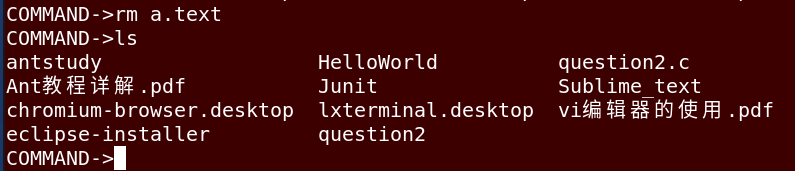 COMMAND->rm a.text
COMMAND->ls
antstudy HelloWorld question2.c
Ant教程详解.pdf Junit Sublime_text
chromium-browser.desktop lxterminal.desktop vi编辑器的使用.pdf
eclipse-installer question2
COMMAND->